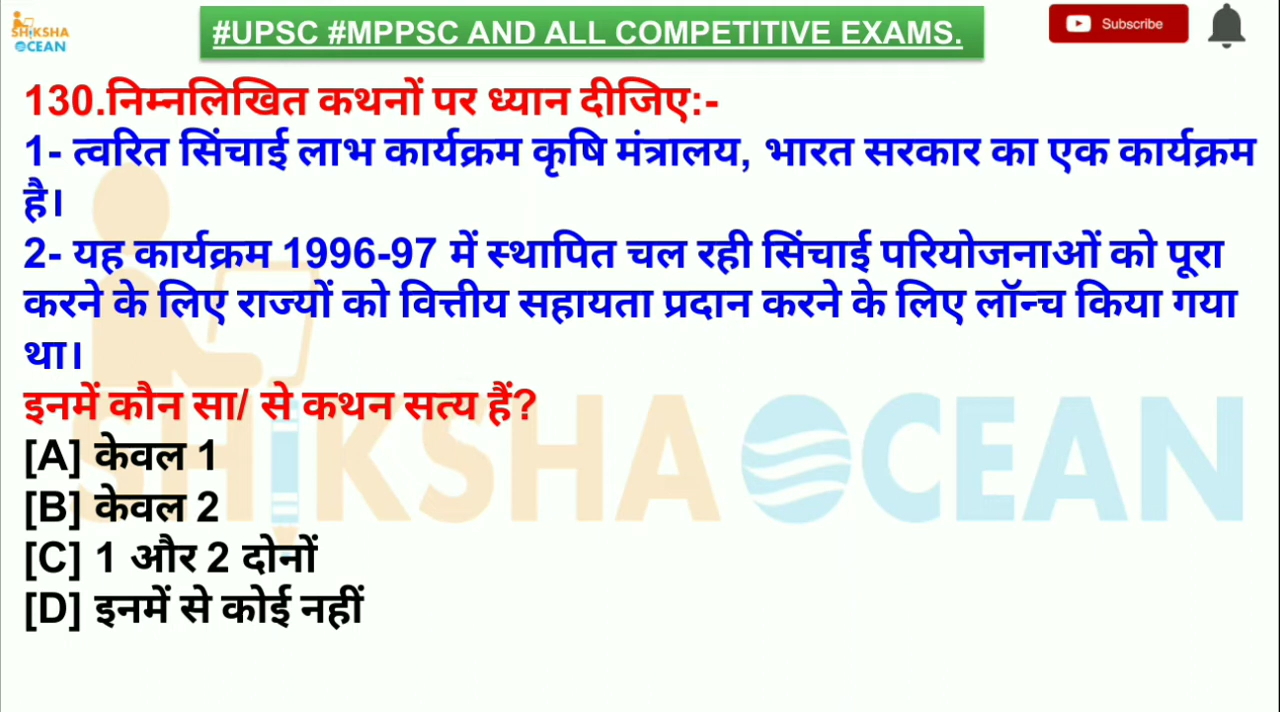 SHIKSHA
OCEAN
#UPSC #MPPSC AND ALL COMPETITIVE EXAMS.
Subscribe
130.निम्नलिखित कथनों पर ध्यान दीजिए:-
1- त्वरित सिंचाई लाभ कार्यक्रम कृषि मंत्रालय, भारत सरकार का एक कार्यक्रम
है।
2- यह कार्यक्रम 1996-97 में स्थापित चल रही सिंचाई परियोजनाओं को पूरा
करने के लिए राज्यों को वित्तीय सहायता प्रदान करने के लिए लॉन्च किया गया
था।
इनमें कौन सा/ से कथन सत्य हैं?
[A] केवल 1
[B] केवल 2
[C] 1 और 2 दोनों
[D] इनमें से कोई नहीं
SHIKSHA OCEAN